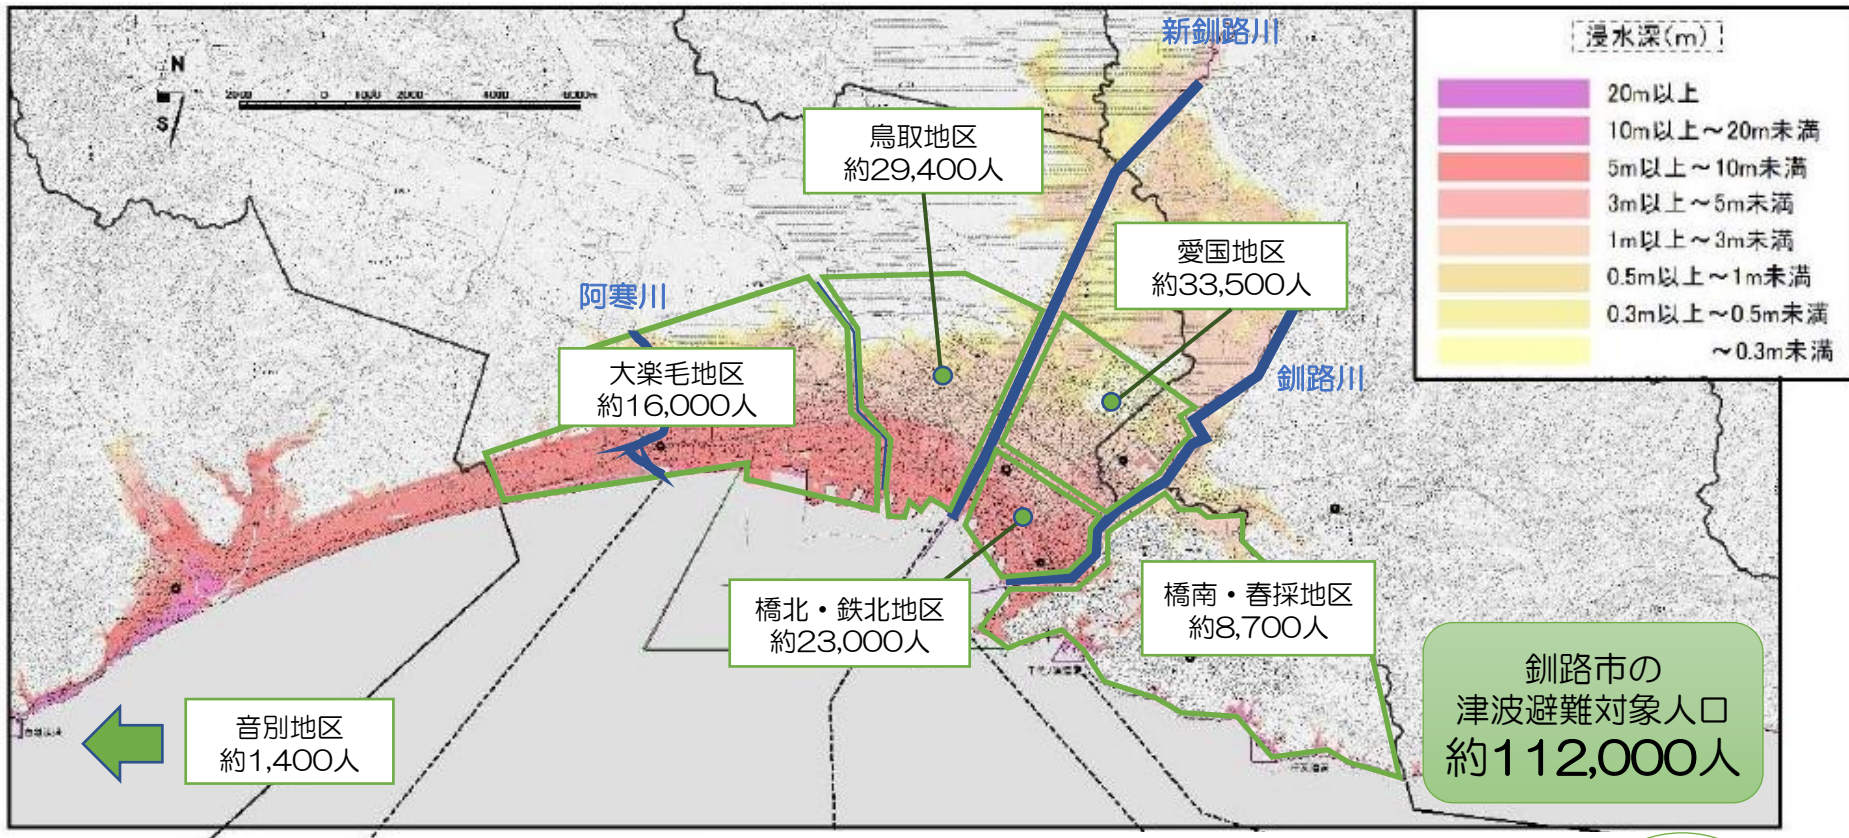 新釧路川
浸水深(m)
20m以上
10m以上～20m未満
5m以上～10m未満
3m以上～5m未満
1m以上～3m未満
0.5m以上～1m未満
0.3m以上～0.5m未満
～0.3m未満
N
S
2000 0 1000 2000 4000 6000m
鳥取地区
約29,400人
愛国地区
約33,500人
阿寒川
釧路川
大楽毛地区
約16,000人
橋北・鉄北地区
約23,000人
橋南・春採地区
約8,700人
音別地区
約1,400人
釧路市の
津波避難対象人口
約112,000人